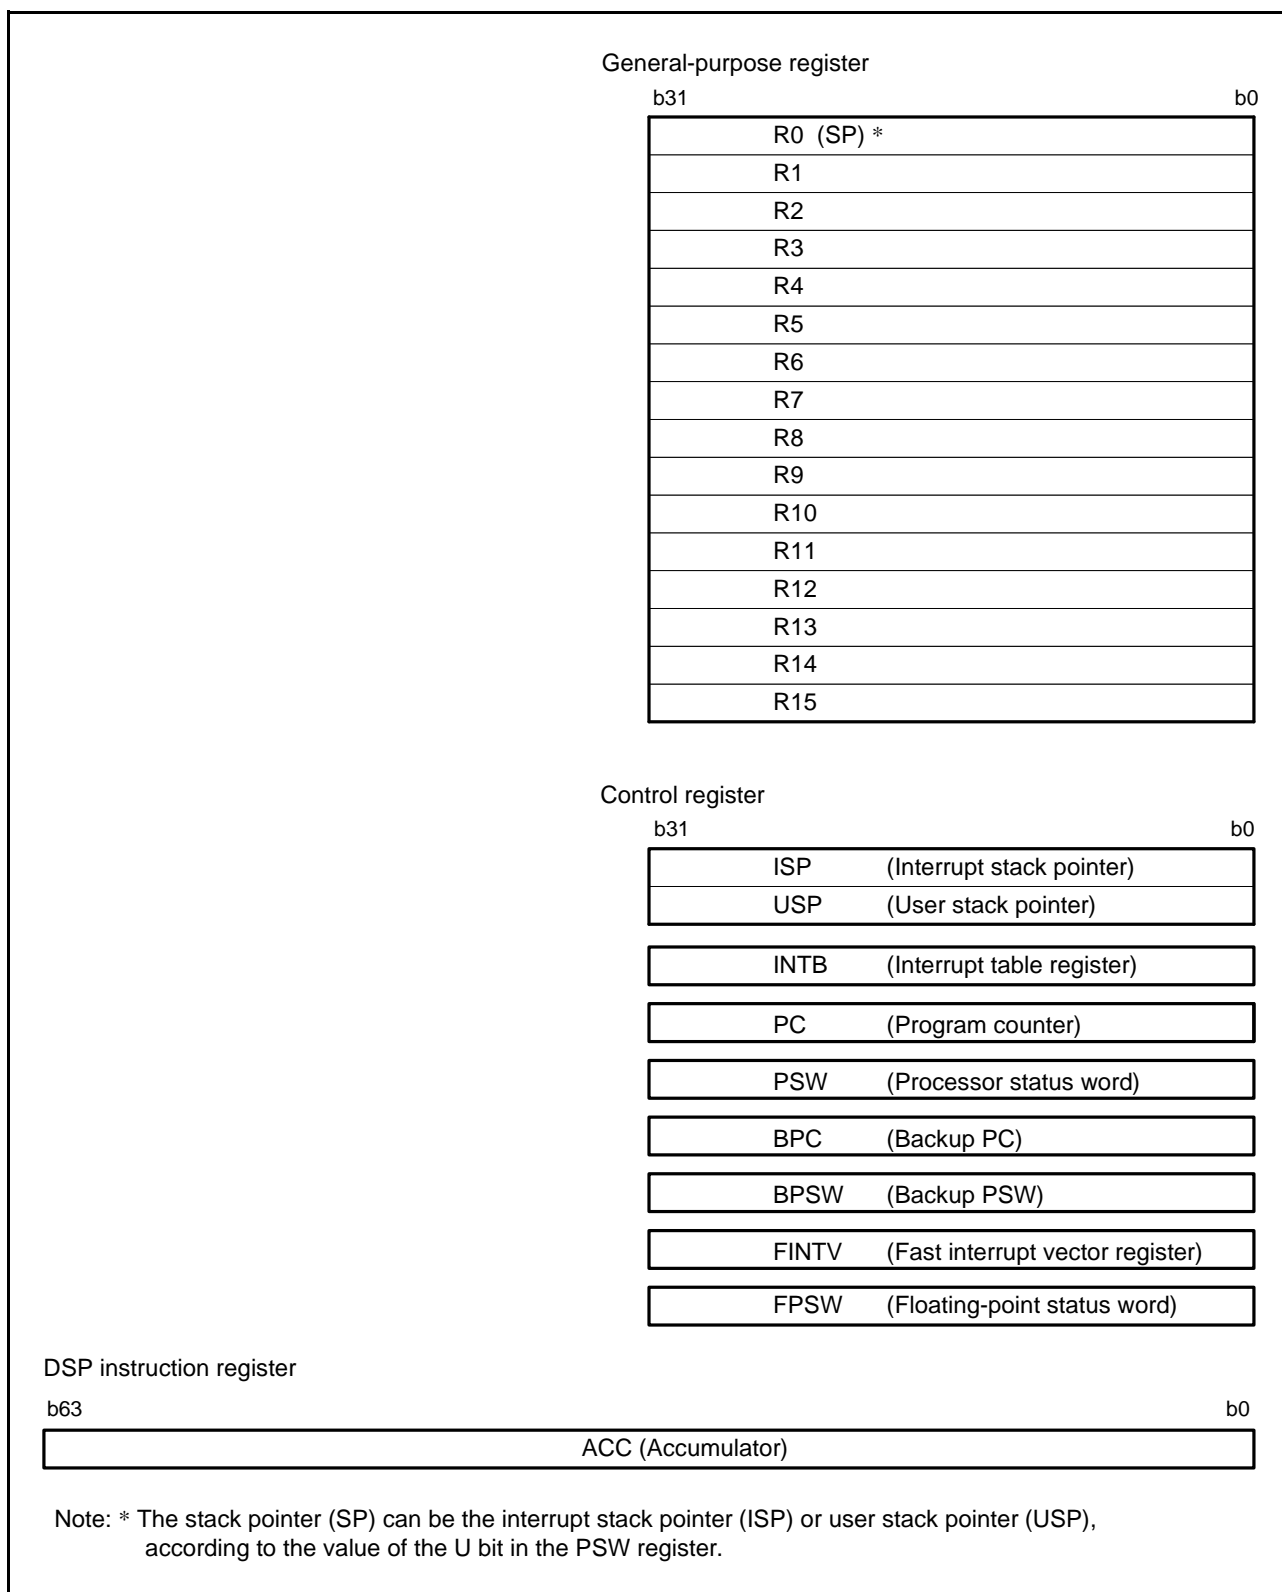 General-purpose register
b31 b0
R0 (SP) *
R1
R2
R3
R4
R5
R6
R7
R8
R9
R10
R11
R12
R13
R14
R15
Control register
b31 b0
ISP (Interrupt stack pointer)
USP (User stack pointer)
INTB (Interrupt table register)
PC (Program counter)
PSW (Processor status word)
BPC (Backup PC)
BPSW (Backup PSW)
FINTV (Fast interrupt vector register)
FPSW (Floating-point status word)
DSP instruction register
b63 b0
ACC (Accumulator)
Note: * The stack pointer (SP) can be the interrupt stack pointer (ISP) or user stack pointer (USP),
according to the value of the U bit in the PSW register.